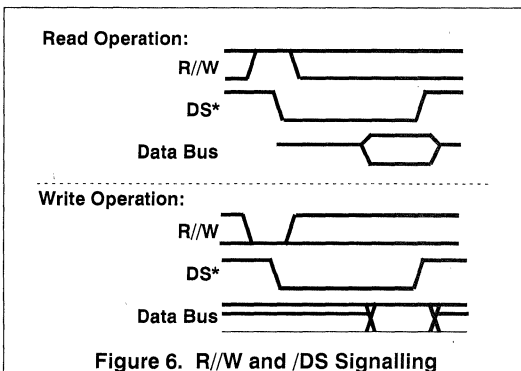 Read Operation:
R//W
DS*
Data Bus
Write Operation:
R//W
DS*
Data Bus
Figure 6. R//W and /DS Signalling